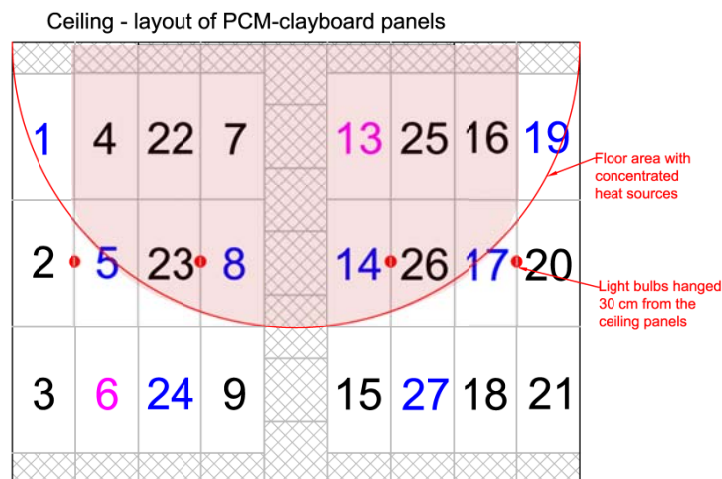 Ceiling - layout of PCM-clayboard panels
1 4 22 7 13 25 16 19
Floor area with
concentrated
heat sources
2 5 23 8 14 26 17 20
Light bulbs hanged
30 cm from the
ceiling panels
3 6 24 9 15 27 18 21